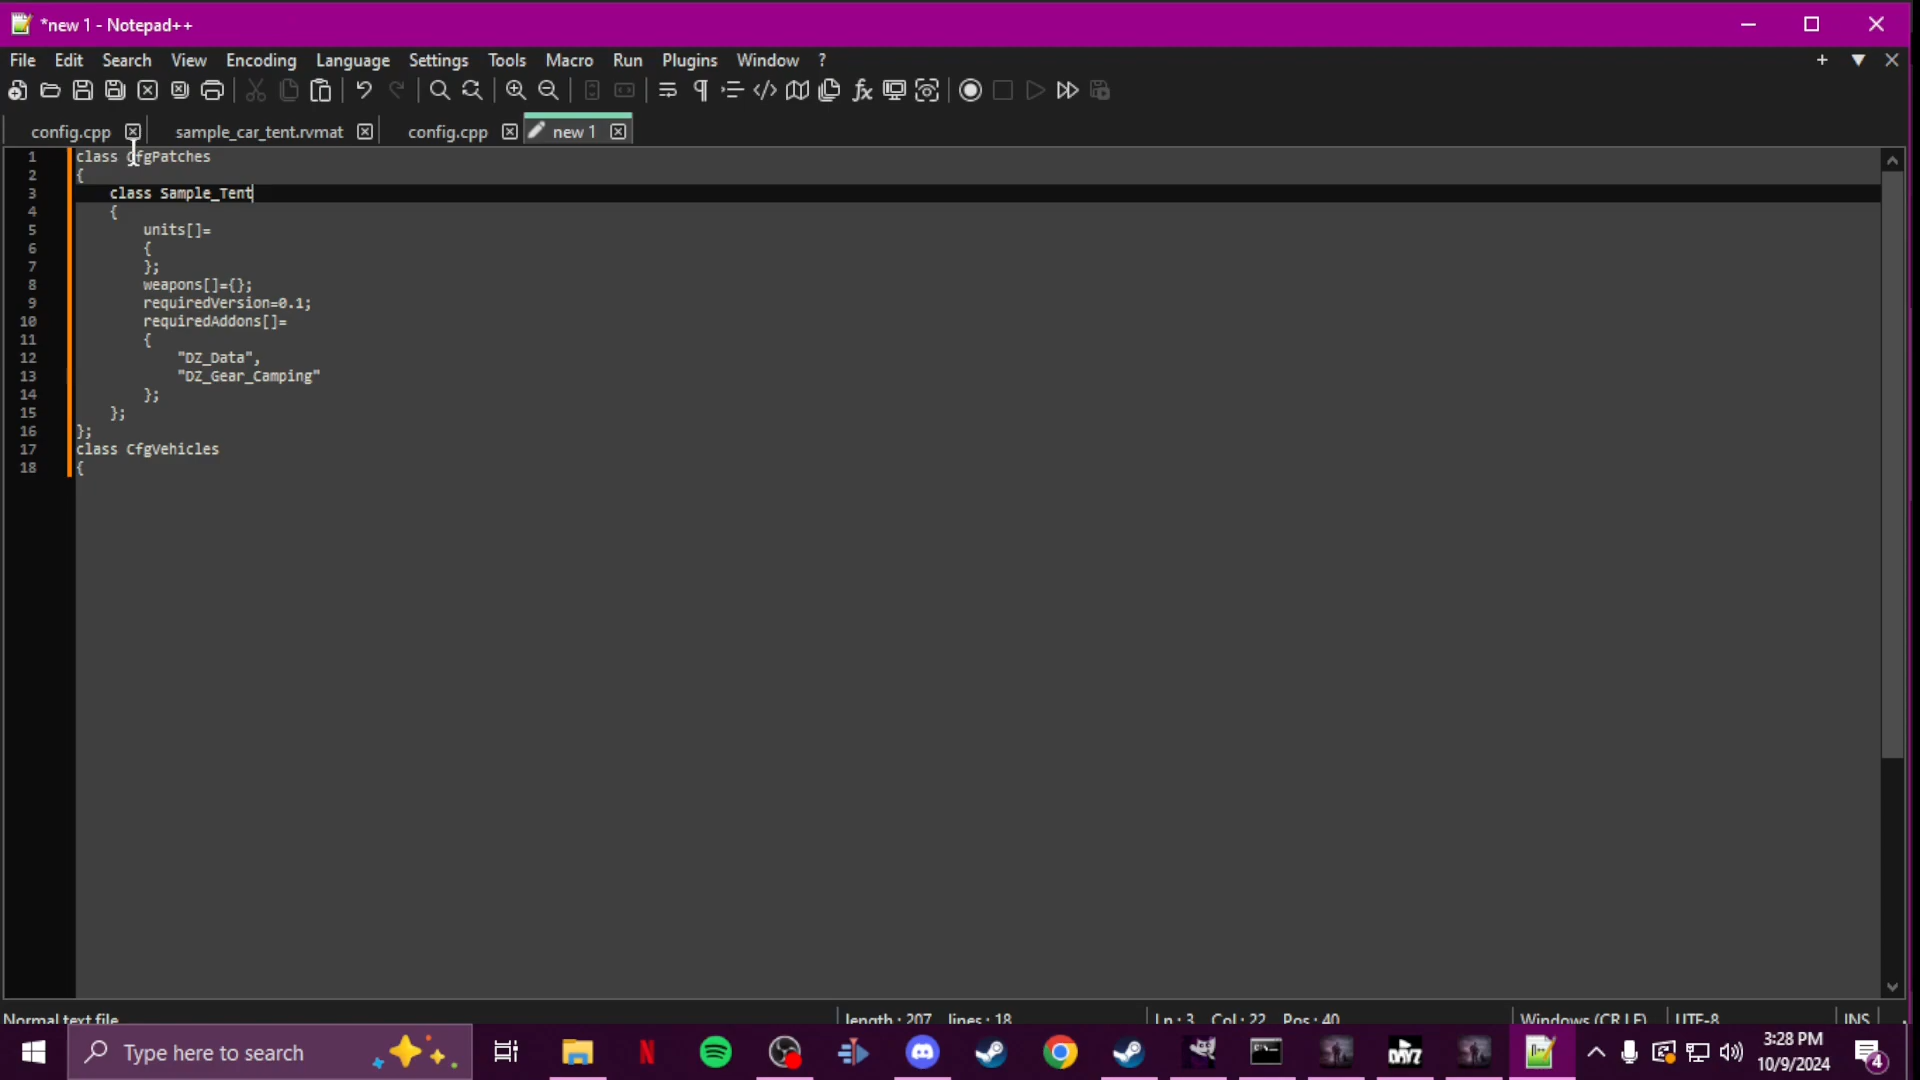 *new 1 - Notepad++
File Edit Search View Encoding Language Settings Tools Macro Run Plugins Window ?
config.cpp sample_car_tent.rvmat config.cpp new 1
1 class CfgPatches
2 {
3 class Sample_Tent
4 {
5 units[]=
6 {
7 };
8 weapons[]={};
9 requiredVersion=0.1;
10 requiredAddons[]=
11 {
12 "DZ_Data",
13 "DZ_Gear_Camping"
14 };
15 };
16 };
17 class CfgVehicles
18 {
Normal text file length : 207 lines : 18 Ln : 3 Col : 22 Pos : 40 Windows (CR LF) UTF-8 INS
Type here to search
DAYZ
3:28 PM
10/9/2024
4